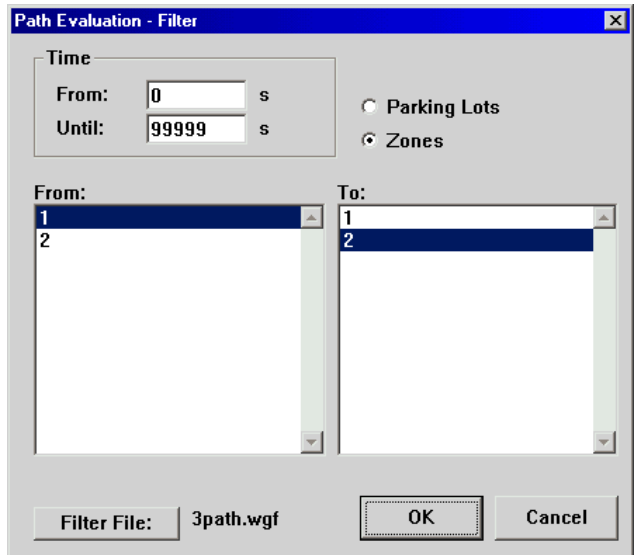 Path Evaluation - Filter
Time
From: 0 s
Until: 99999 s
Parking Lots
Zones
From:
1
2
To:
1
2
Filter File: 3path.wgf
OK
Cancel